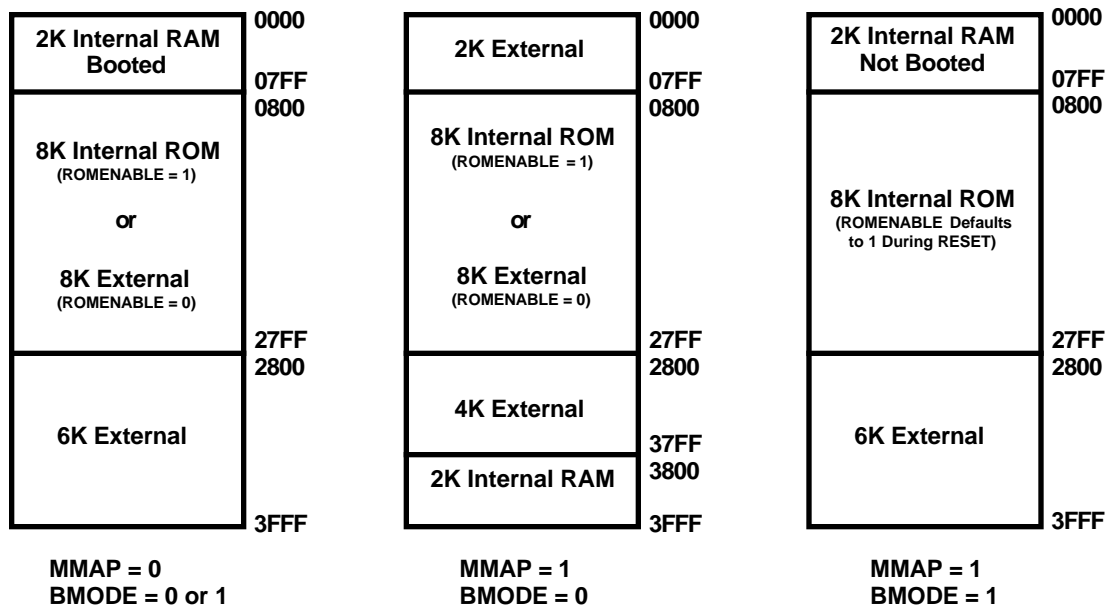 2K Internal RAM
Booted
0000
07FF
0800
8K Internal ROM
(ROMENABLE = 1)
or
8K External
(ROMENABLE = 0)
27FF
2800
6K External
3FFF
MMAP = 0
BMODE = 0 or 1
2K External
0000
07FF
0800
8K Internal ROM
(ROMENABLE = 1)
or
8K External
(ROMENABLE = 0)
27FF
2800
4K External
37FF
3800
2K Internal RAM
3FFF
MMAP = 1
BMODE = 0
2K Internal RAM
Not Booted
0000
07FF
0800
8K Internal ROM
(ROMENABLE Defaults
to 1 During RESET)
27FF
2800
6K External
3FFF
MMAP = 1
BMODE = 1